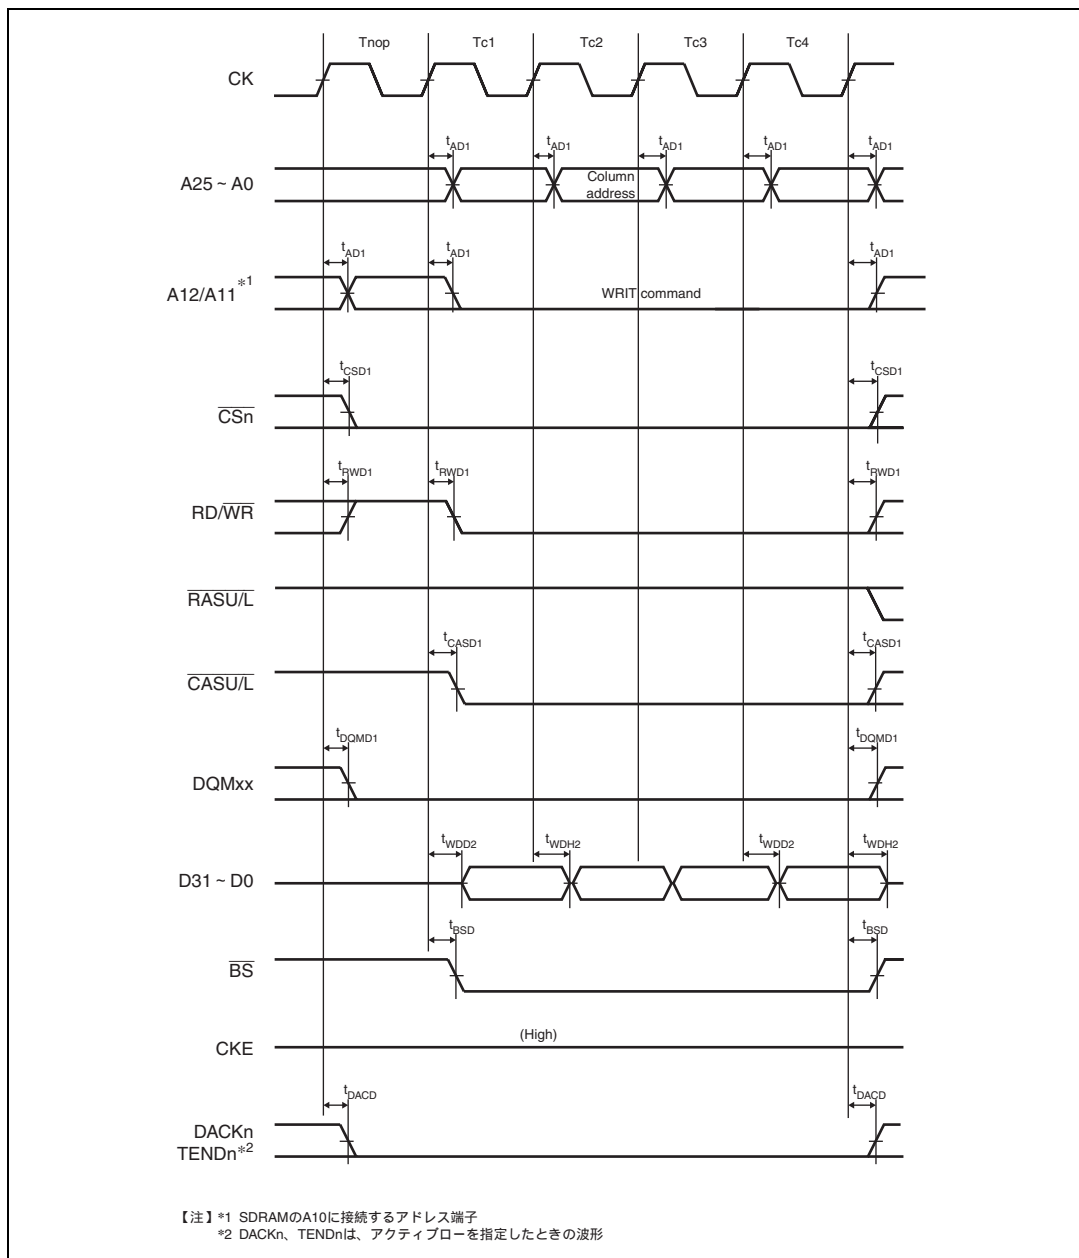 Tnop Tc1 Tc2 Tc3 Tc4
CK
tAD1 tAD1 tAD1 tAD1 tAD1
A25 ~ A0
Column
address
tAD1 tAD1 tAD1
A12/A11*1
WRIT command
tCSD1 tCSD1
CSn
tRWD1 tRWD1 tRWD1
RD/WR
RASU/L
tCASD1 tCASD1
CASU/L
tDQMD1 tDQMD1
DQMxx
tWDD2 tWDH2 tWDD2 tWDH2
D31 ~ D0
tBSD tBSD
BS
(High)
CKE
tDACD tDACD
DACKn
TENDn*2
【注】*1 SDRAMのA10に接続するアドレス端子
*2 DACKn、TENDnは、アクティブローを指定したときの波形